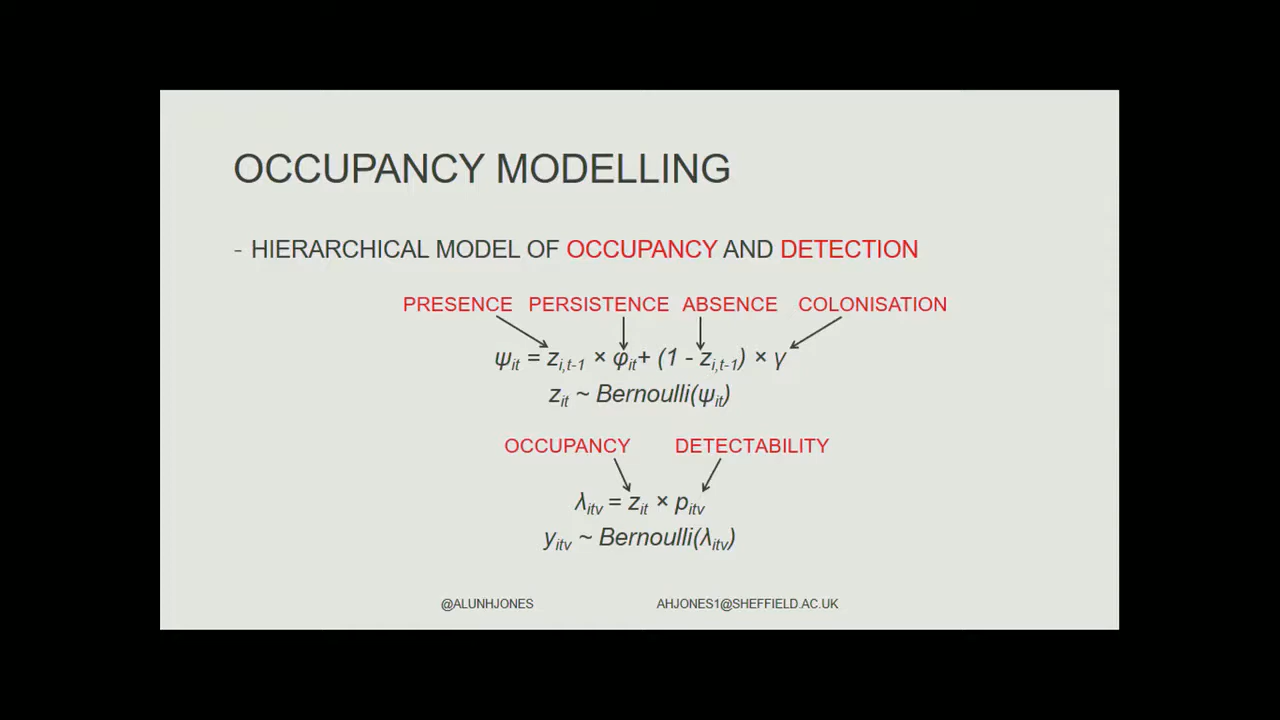 OCCUPANCY MODELLING
- HIERARCHICAL MODEL OF OCCUPANCY AND DETECTION
PRESENCE PERSISTENCE ABSENCE COLONISATION
ψit = zi,t-1 × φit+ (1 - zi,t-1) × γ
zit ~ Bernoulli(ψit)
OCCUPANCY DETECTABILITY
λitv = zit × pitv
yitv ~ Bernoulli(λitv)
@ALUNHJONES AHJONES1@SHEFFIELD.AC.UK